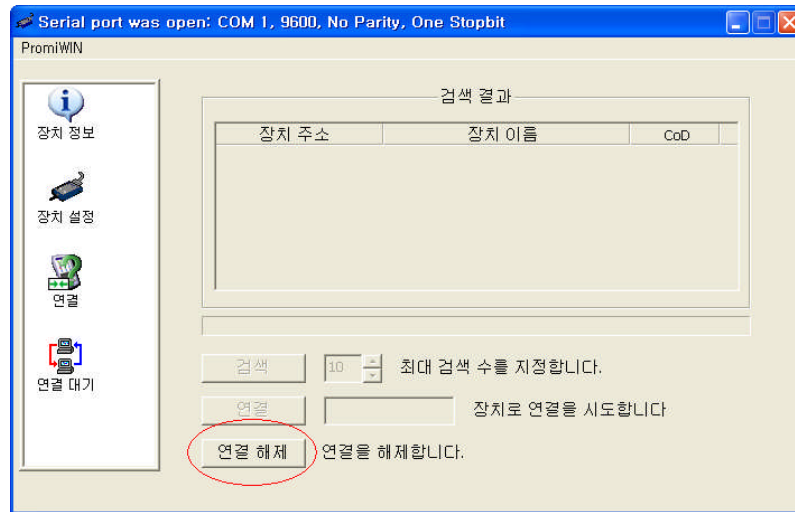 Serial port was open: COM 1, 9600, No Parity, One Stopbit
PromiWIN
장치 정보
장치 설정
연결
연결 대기
검색 결과
장치 주소 장치 이름 CoD
검색 10 최대 검색 수를 지정합니다.
연결 장치로 연결을 시도합니다
연결 해제 연결을 해제합니다.